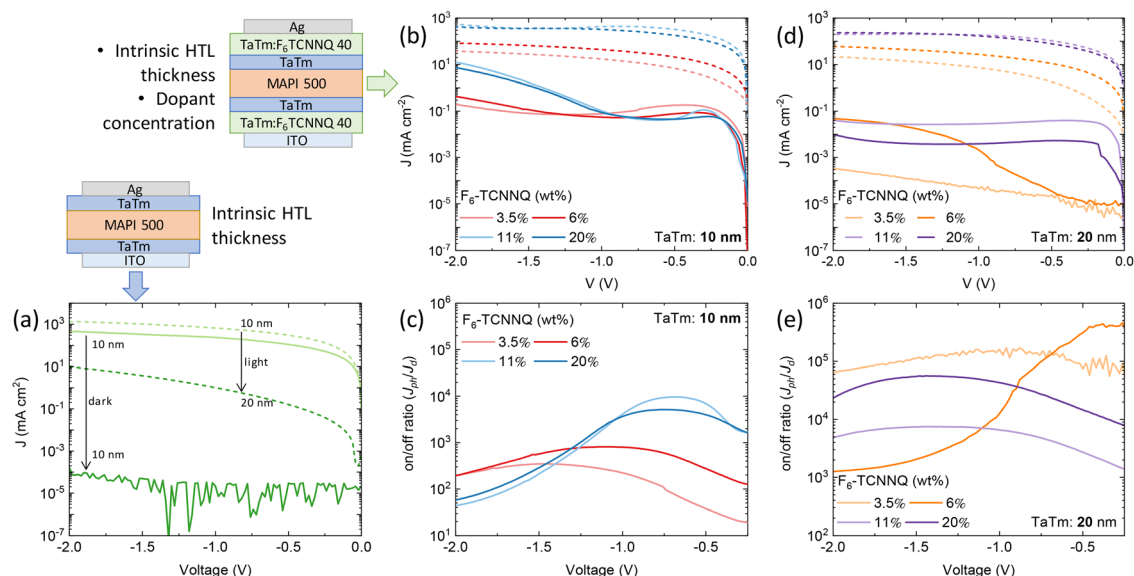 Ag
TaTm:F₆TCNNQ 40
TaTm
MAPI 500
TaTm
TaTm:F₆TCNNQ 40
ITO
• Intrinsic HTL
thickness
• Dopant
concentration
Ag
TaTm
MAPI 500
TaTm
ITO
Intrinsic HTL
thickness
(a)
10³
10¹
10⁻¹
10⁻³
10⁻⁵
10⁻⁷
J (mA cm²)
10 nm
10 nm
light
20 nm
dark
10 nm
-2.0
-1.5
-1.0
-0.5
0.0
Voltage (V)
(b)
10³
10¹
10⁻¹
10⁻³
10⁻⁵
10⁻⁷
J (mA cm⁻²)
F₆-TCNNQ (wt%)
3.5% 6%
11% 20%
TaTm: 10 nm
-2.0
-1.5
-1.0
-0.5
0.0
V (V)
(c)
10⁶
10⁵
10⁴
10³
10²
10¹
on/off ratio (Jph/Jd)
F₆-TCNNQ (wt%)
TaTm: 10 nm
3.5% 6%
11% 20%
-2.0
-1.5
-1.0
-0.5
Voltage (V)
(d)
10³
10¹
10⁻¹
10⁻³
10⁻⁵
10⁻⁷
J (mA cm⁻²)
F₆-TCNNQ (wt%)
3.5% 6%
11% 20%
TaTm: 20 nm
-2.0
-1.5
-1.0
-0.5
0.0
V (V)
(e)
10⁶
10⁵
10⁴
10³
10²
on/off ratio (Jph/Jd)
F₆-TCNNQ (wt%)
3.5% 6%
11% 20%
TaTm: 20 nm
-2.0
-1.5
-1.0
-0.5
Voltage (V)